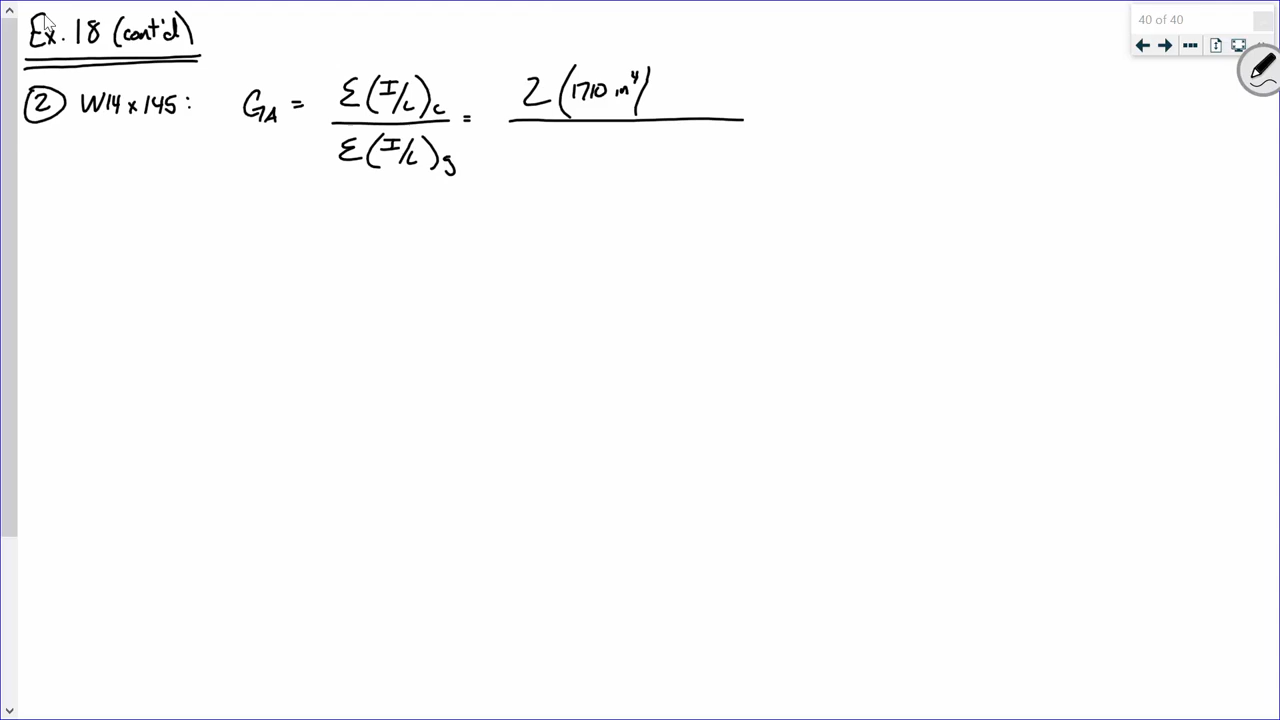 Ex. 18 (cont'd)
40 of 40
② W14 x 145 : G_A = Σ(I/L)_c / Σ(I/L)_g = 2(1710 in⁴)